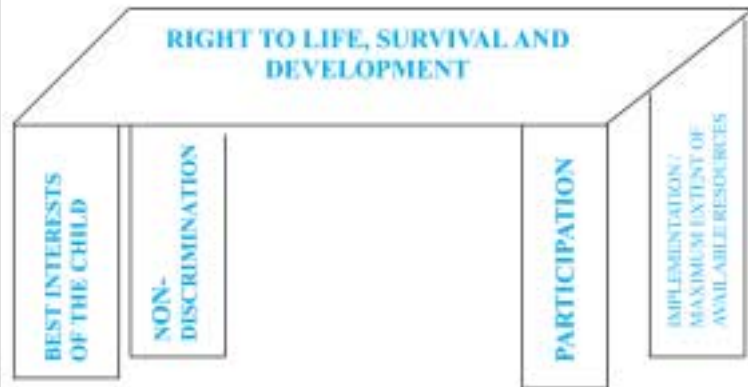 RIGHT TO LIFE, SURVIVAL AND
DEVELOPMENT
BEST INTERESTS
OF THE CHILD
NON-
DISCRIMINATION
PARTICIPATION
IMPLEMENTATION /
MAXIMUM EXTENT OF
AVAILABLE RESOURCES